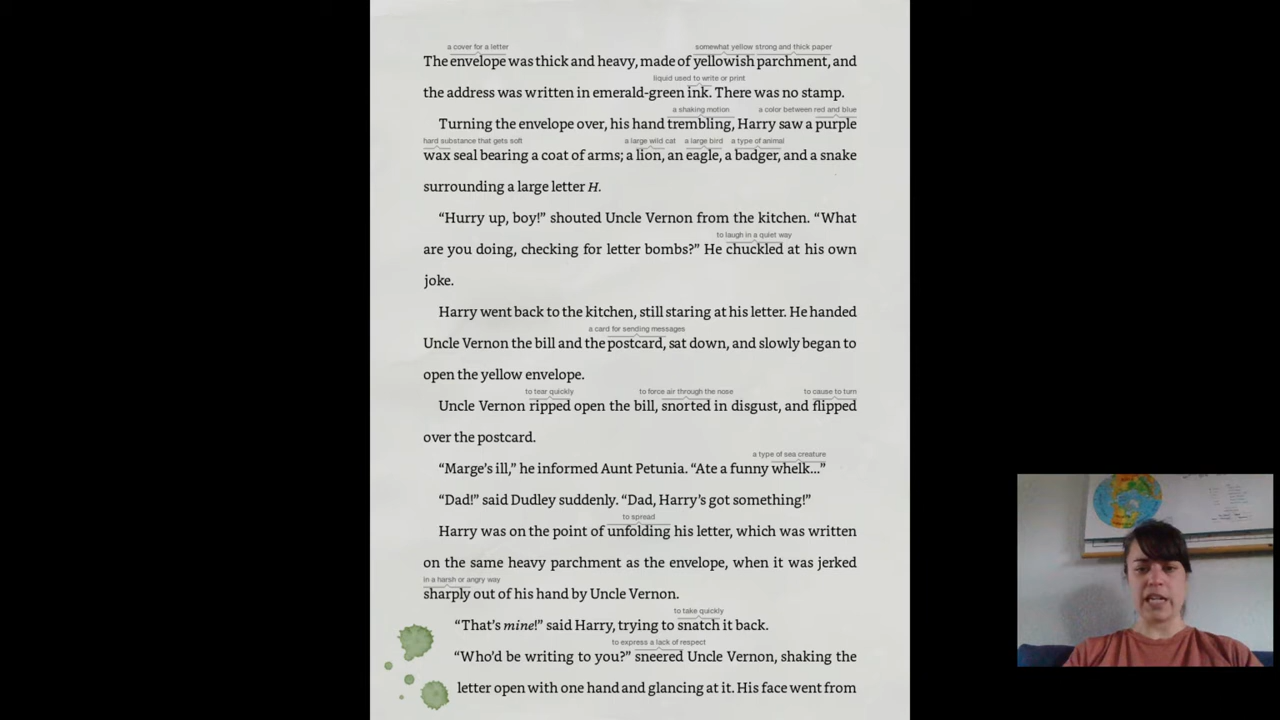 a cover for a letter somewhat yellow strong and thick paper
The envelope was thick and heavy, made of yellowish parchment, and
liquid used to write or print
the address was written in emerald-green ink. There was no stamp.
a shaking motion a color between red and blue
Turning the envelope over, his hand trembling, Harry saw a purple
hard substance that gets soft a large wild cat a large bird a type of animal
wax seal bearing a coat of arms; a lion, an eagle, a badger, and a snake
surrounding a large letter H.
“Hurry up, boy!” shouted Uncle Vernon from the kitchen. “What
to laugh in a quiet way
are you doing, checking for letter bombs?” He chuckled at his own
joke.
Harry went back to the kitchen, still staring at his letter. He handed
a card for sending messages
Uncle Vernon the bill and the postcard, sat down, and slowly began to
open the yellow envelope.
to tear quickly to force air through the nose to cause to turn
Uncle Vernon ripped open the bill, snorted in disgust, and flipped
over the postcard.
a type of sea creature
“Marge’s ill,” he informed Aunt Petunia. “Ate a funny whelk...”
“Dad!” said Dudley suddenly. “Dad, Harry’s got something!”
to spread
Harry was on the point of unfolding his letter, which was written
on the same heavy parchment as the envelope, when it was jerked
in a harsh or angry way
sharply out of his hand by Uncle Vernon.
to take quickly
“That’s mine!” said Harry, trying to snatch it back.
to express a lack of respect
“Who’d be writing to you?” sneered Uncle Vernon, shaking the
letter open with one hand and glancing at it. His face went from